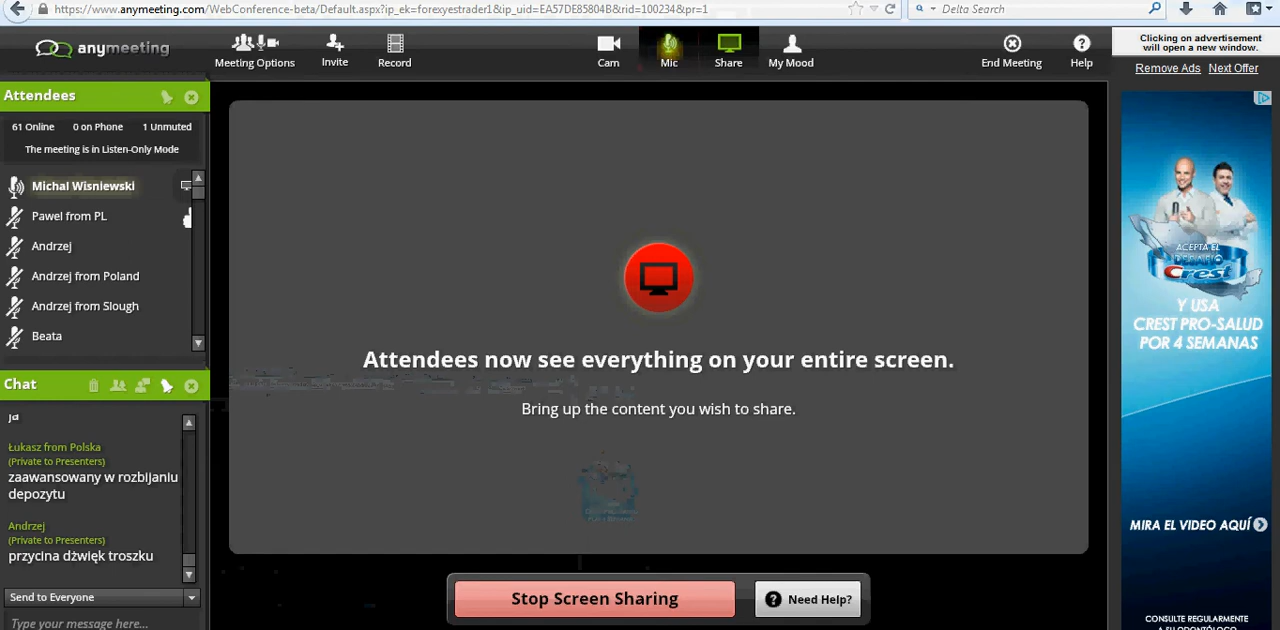 https://www.anymeeting.com/WebConference-beta/Default.aspx?ip_ek=forexyestrader1&ip_uid=EA57DE85804B&rid=100234&pr=1
Delta Search
anymeeting
Meeting Options
Invite
Record
Cam
Mic
Share
My Mood
End Meeting
Help
Clicking on advertisement
will open a new window.
Remove Ads Next Offer
Attendees
61 Online 0 on Phone 1 Unmuted
The meeting is in Listen-Only Mode
Michal Wisniewski
Pawel from PL
Andrzej
Andrzej from Poland
Andrzej from Slough
Beata
Chat
Łukasz from Polska
(Private to Presenters)
zaawansowany w rozbijaniu
depozytu
Andrzej
(Private to Presenters)
przycina dżwięk troszku
Send to Everyone
Type your message here...
Attendees now see everything on your entire screen.
Bring up the content you wish to share.
Stop Screen Sharing
Need Help?
ACEPTA EL
DESAFÍO
Crest
Y USA
CREST PRO-SALUD
POR 4 SEMANAS
MIRA EL VIDEO AQUÍ
CONSULTE REGULARMENTE
A SU ODONTÓLOGO